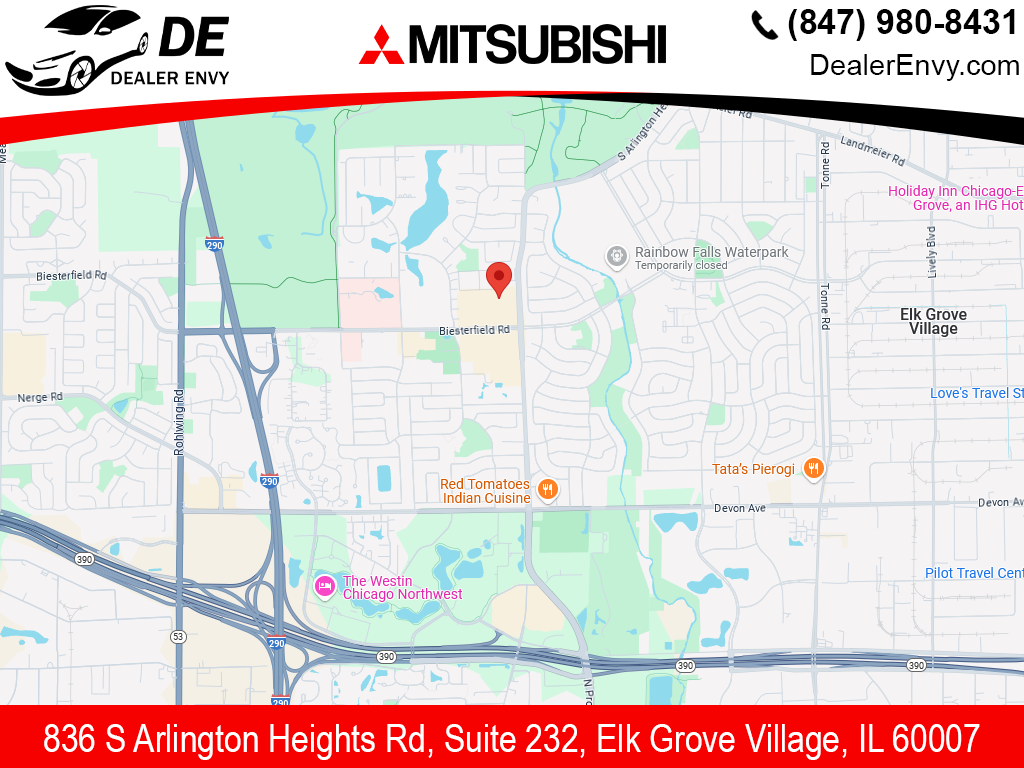 DE
DEALER ENVY
MITSUBISHI
(847) 980-8431
DealerEnvy.com
S Arlington He
er Rd
Landmeier Rd
Tonne Rd
Holiday Inn Chicago-E
Grove, an IHG Hot
290
Rainbow Falls Waterpark
Temporarily closed
Lively Blvd
Biesterfield Rd
Tonne Rd
Elk Grove
Village
Biesterfield Rd
Nerge Rd
Rohlwing Rd
Love's Travel St
Tata's Pierogi
290
Red Tomatoes
Indian Cuisine
Devon Ave
Devon Av
390
The Westin
Chicago Northwest
Pilot Travel Cent
53
290
390
390
390
N Pro
290
836 S Arlington Heights Rd, Suite 232, Elk Grove Village, IL 60007